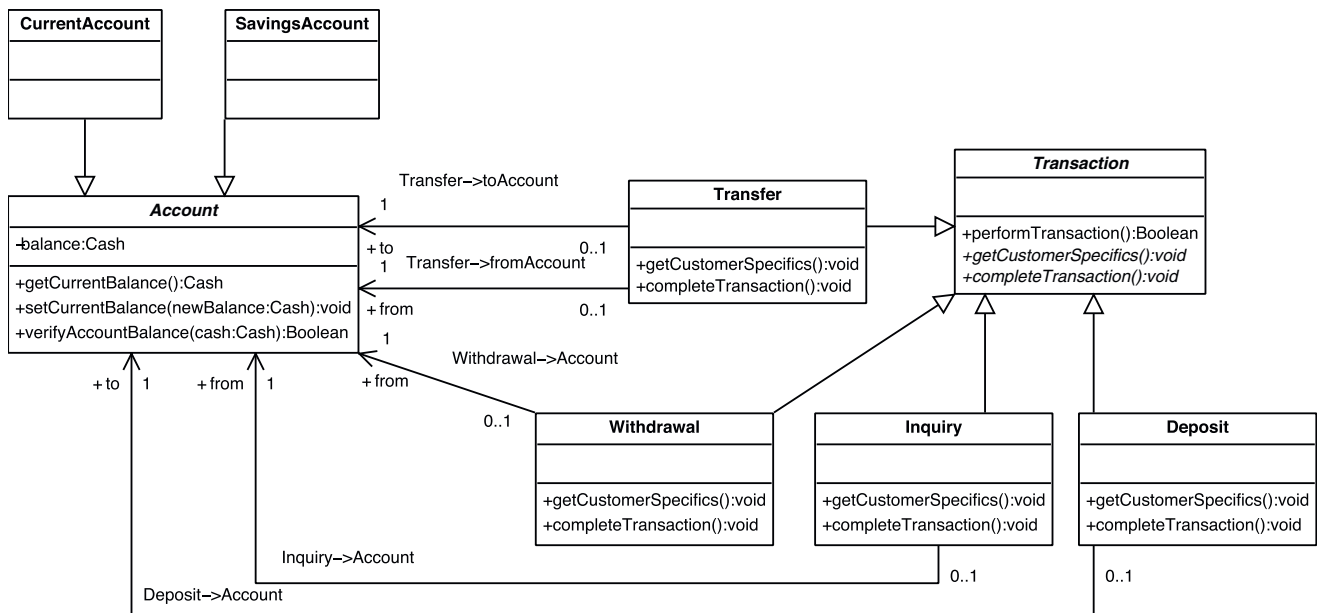 CurrentAccount
SavingsAccount
Account
-balance:Cash
+getCurrentBalance():Cash
+setCurrentBalance(newBalance:Cash):void
+verifyAccountBalance(cash:Cash):Boolean
Transfer->toAccount
1
+ to
0..1
Transfer->fromAccount
1
+ from
0..1
Transfer
+getCustomerSpecifics():void
+completeTransaction():void
Transaction
+performTransaction():Boolean
+getCustomerSpecifics():void
+completeTransaction():void
1
Withdrawal->Account
+ from
0..1
+ to
1
+ from
1
Withdrawal
+getCustomerSpecifics():void
+completeTransaction():void
Inquiry
+getCustomerSpecifics():void
+completeTransaction():void
Deposit
+getCustomerSpecifics():void
+completeTransaction():void
Inquiry->Account
0..1
Deposit->Account
0..1